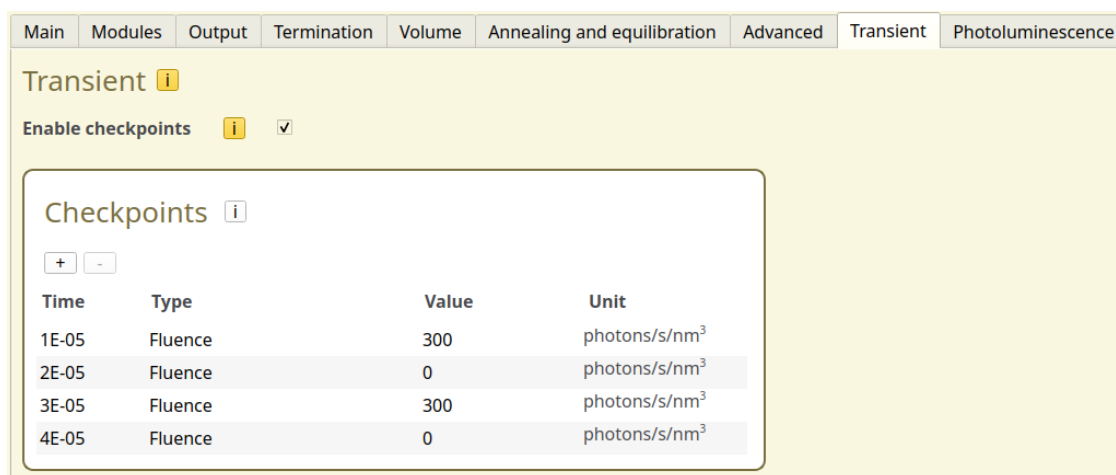 Main Modules Output Termination Volume Annealing and equilibration Advanced Transient Photoluminescence
Transient i
Enable checkpoints i
Checkpoints i
+ -
Time Type Value Unit
1E-05 Fluence 300 photons/s/nm³
2E-05 Fluence 0 photons/s/nm³
3E-05 Fluence 300 photons/s/nm³
4E-05 Fluence 0 photons/s/nm³